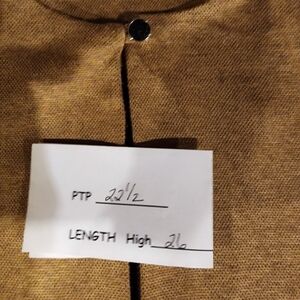 PTP 22 1/2
LENGTH High 26